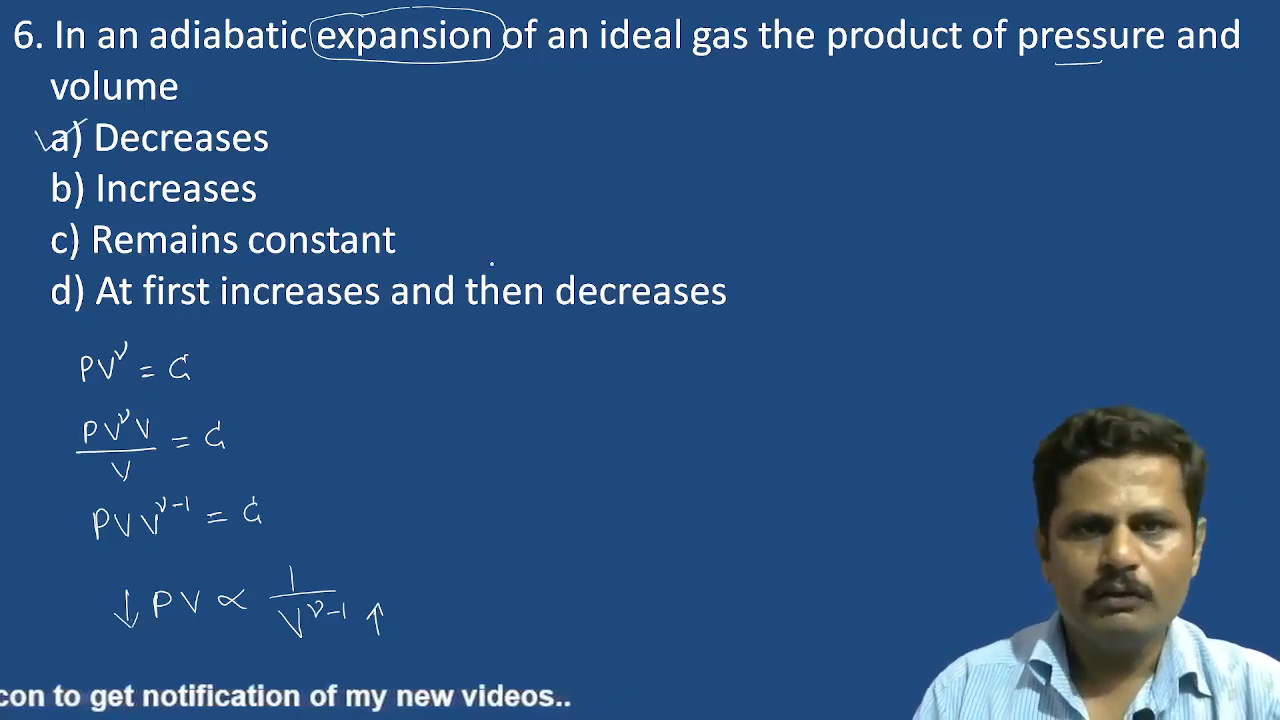 6. In an adiabatic expansion of an ideal gas the product of pressure and
volume
a) Decreases
b) Increases
c) Remains constant
d) At first increases and then decreases
PV^γ = C
PV^γ V / V = C
PV V^γ-1 = C
↓ PV ∝ 1 / V^γ-1 ↑
con to get notification of my new videos..